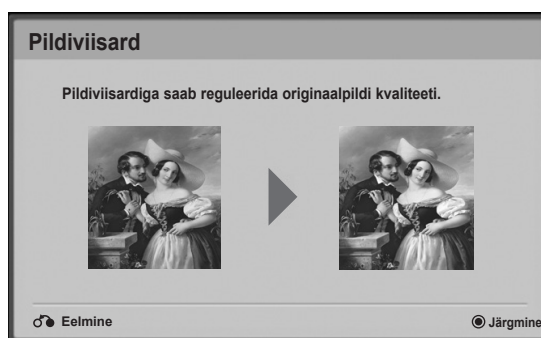 Pildiviisard
Pildiviisardiga saab reguleerida originaalpildi kvaliteeti.
Eelmine
Järgmine